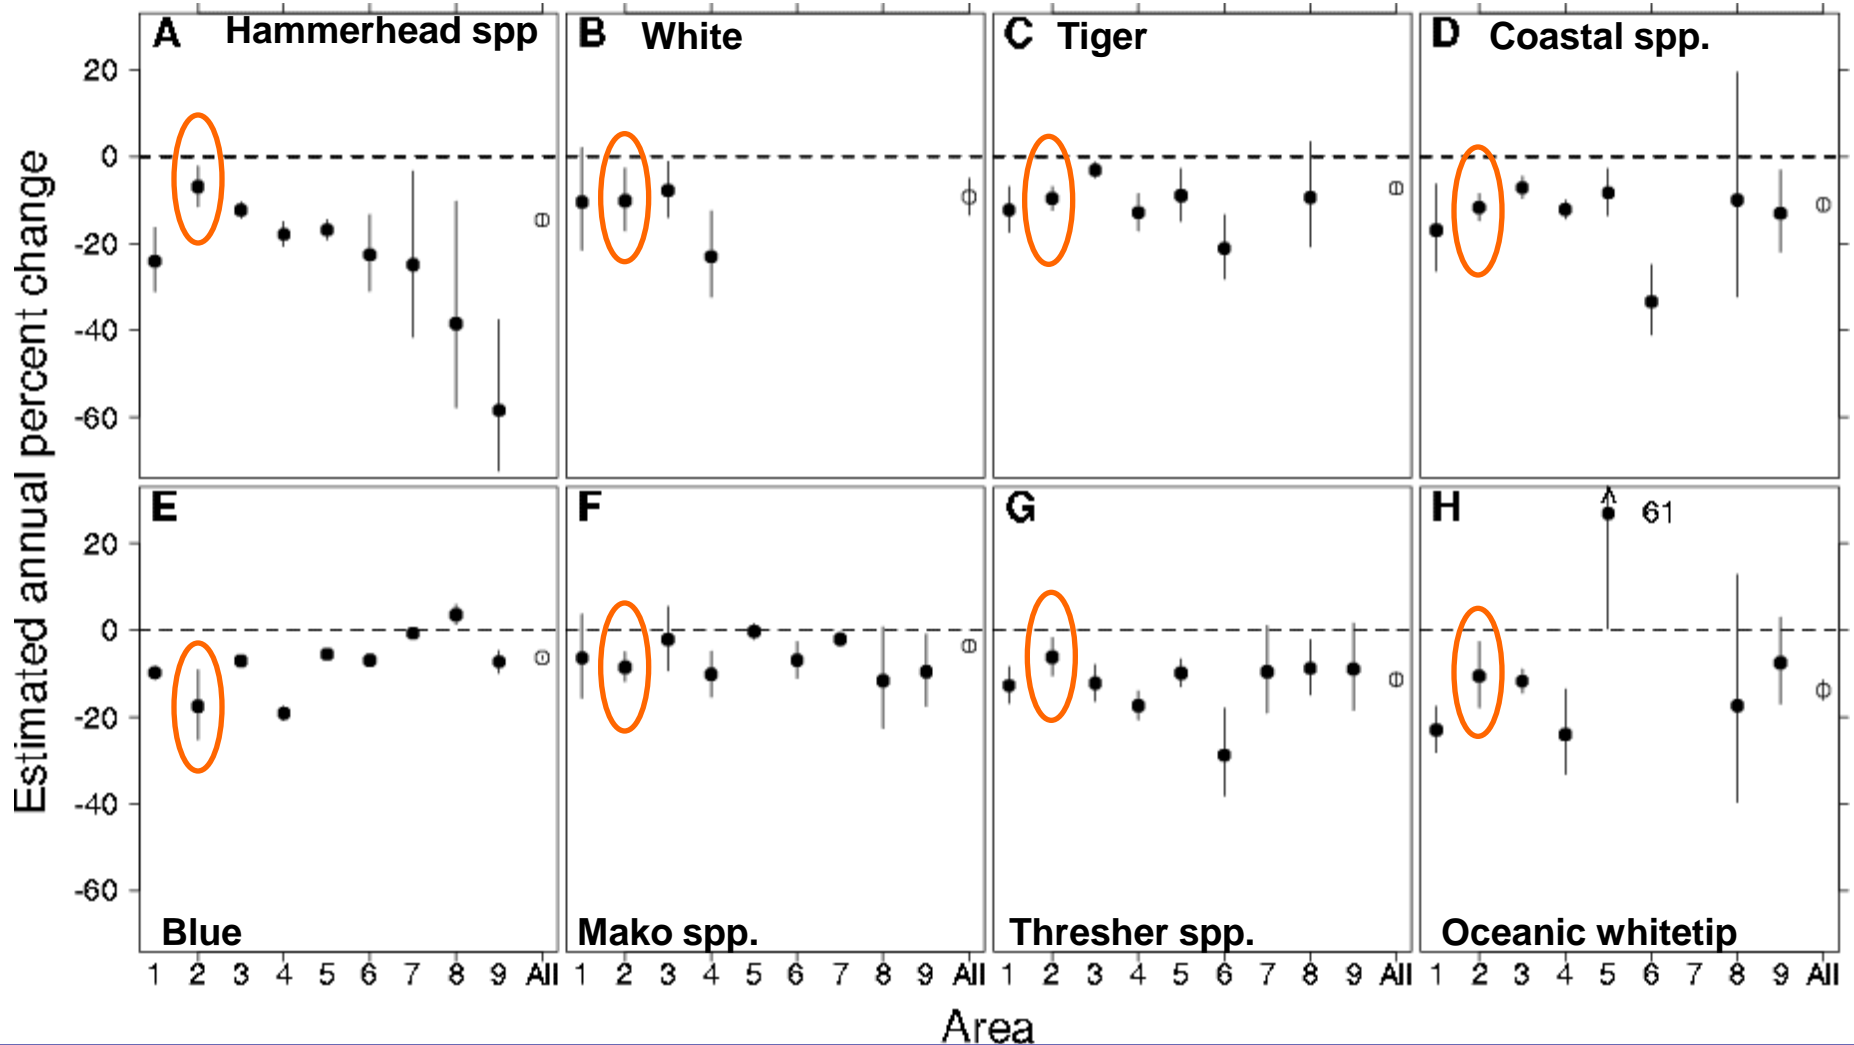 A Hammerhead spp
B White
C Tiger
D Coastal spp.
20
0
-20
-40
-60
E
F
G
H 61
20
0
-20
-40
-60
Blue
Mako spp.
Thresher spp.
Oceanic whitetip
1 2 3 4 5 6 7 8 9 All
1 2 3 4 5 6 7 8 9 All
1 2 3 4 5 6 7 8 9 All
1 2 3 4 5 6 7 8 9 All
Estimated annual percent change
Area